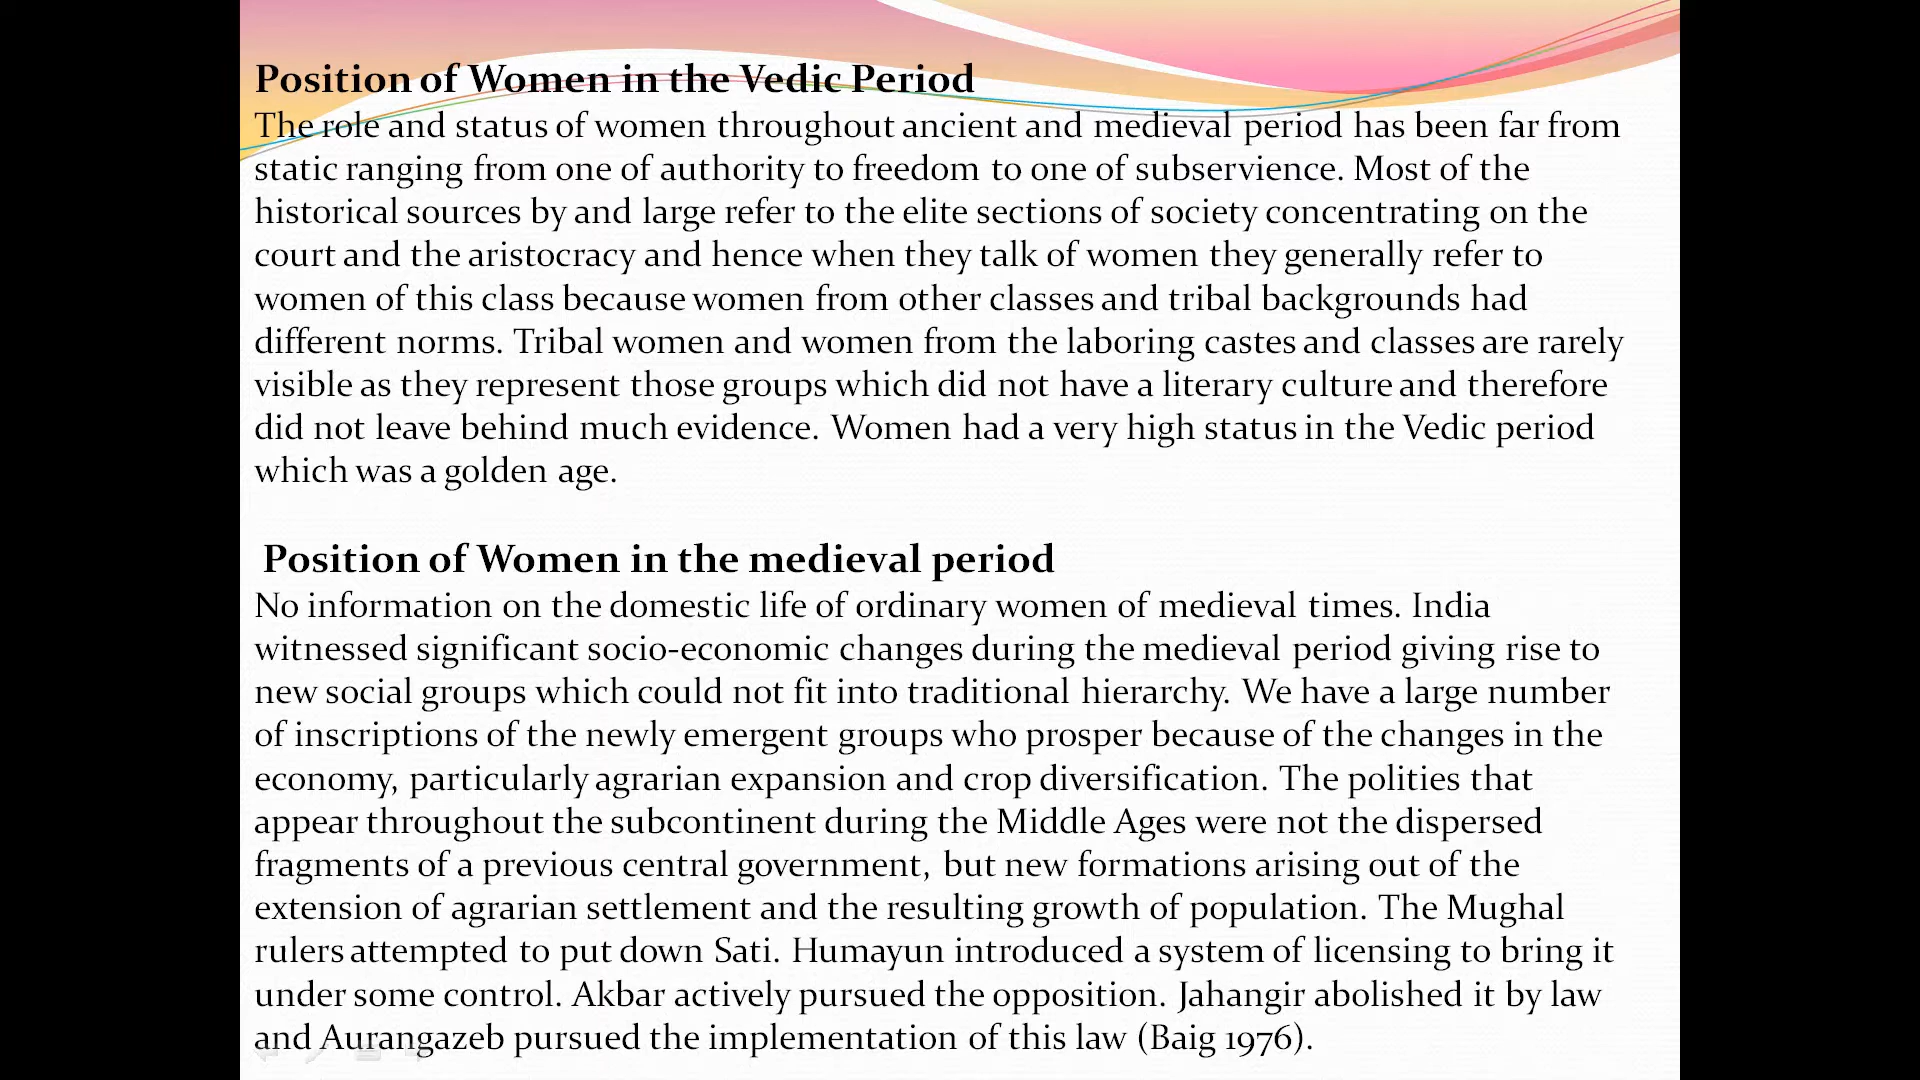 Position of Women in the Vedic Period
The role and status of women throughout ancient and medieval period has been far from
static ranging from one of authority to freedom to one of subservience. Most of the
historical sources by and large refer to the elite sections of society concentrating on the
court and the aristocracy and hence when they talk of women they generally refer to
women of this class because women from other classes and tribal backgrounds had
different norms. Tribal women and women from the laboring castes and classes are rarely
visible as they represent those groups which did not have a literary culture and therefore
did not leave behind much evidence. Women had a very high status in the Vedic period
which was a golden age.
Position of Women in the medieval period
No information on the domestic life of ordinary women of medieval times. India
witnessed significant socio-economic changes during the medieval period giving rise to
new social groups which could not fit into traditional hierarchy. We have a large number
of inscriptions of the newly emergent groups who prosper because of the changes in the
economy, particularly agrarian expansion and crop diversification. The polities that
appear throughout the subcontinent during the Middle Ages were not the dispersed
fragments of a previous central government, but new formations arising out of the
extension of agrarian settlement and the resulting growth of population. The Mughal
rulers attempted to put down Sati. Humayun introduced a system of licensing to bring it
under some control. Akbar actively pursued the opposition. Jahangir abolished it by law
and Aurangazeb pursued the implementation of this law (Baig 1976).